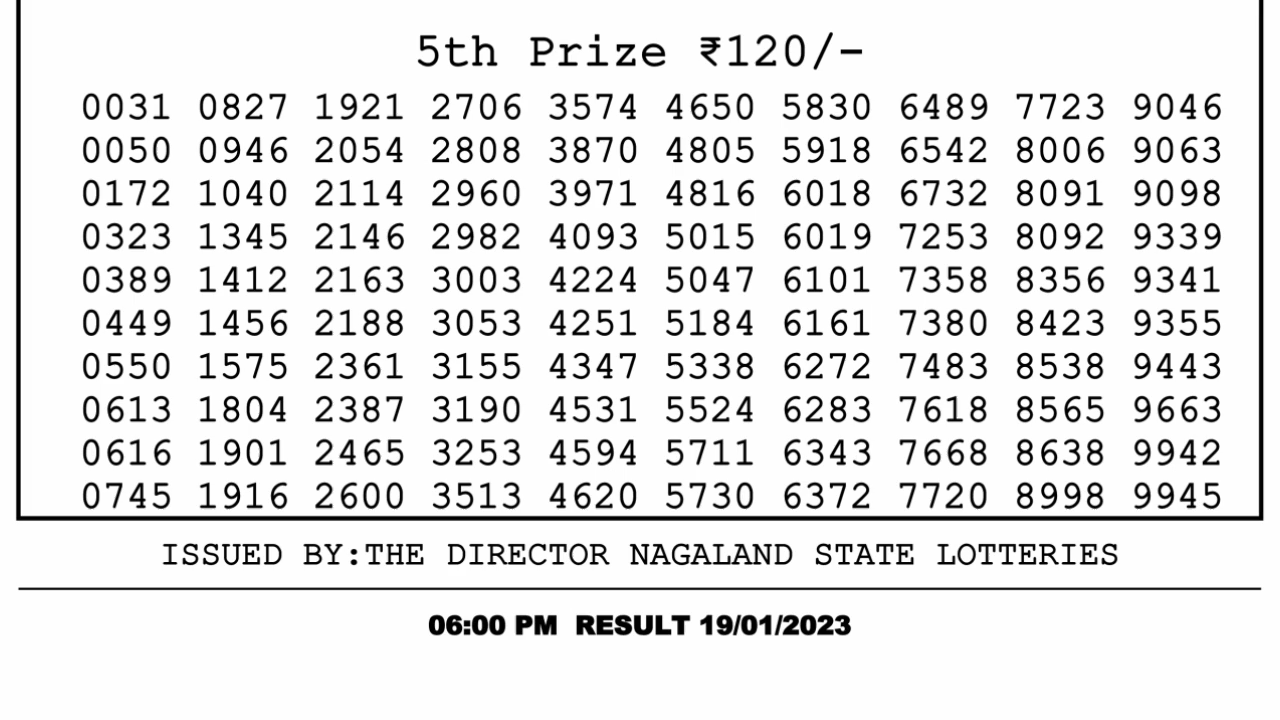 5th Prize ₹120/-
0031 0827 1921 2706 3574 4650 5830 6489 7723 9046
0050 0946 2054 2808 3870 4805 5918 6542 8006 9063
0172 1040 2114 2960 3971 4816 6018 6732 8091 9098
0323 1345 2146 2982 4093 5015 6019 7253 8092 9339
0389 1412 2163 3003 4224 5047 6101 7358 8356 9341
0449 1456 2188 3053 4251 5184 6161 7380 8423 9355
0550 1575 2361 3155 4347 5338 6272 7483 8538 9443
0613 1804 2387 3190 4531 5524 6283 7618 8565 9663
0616 1901 2465 3253 4594 5711 6343 7668 8638 9942
0745 1916 2600 3513 4620 5730 6372 7720 8998 9945
ISSUED BY:THE DIRECTOR NAGALAND STATE LOTTERIES
06:00 PM RESULT 19/01/2023